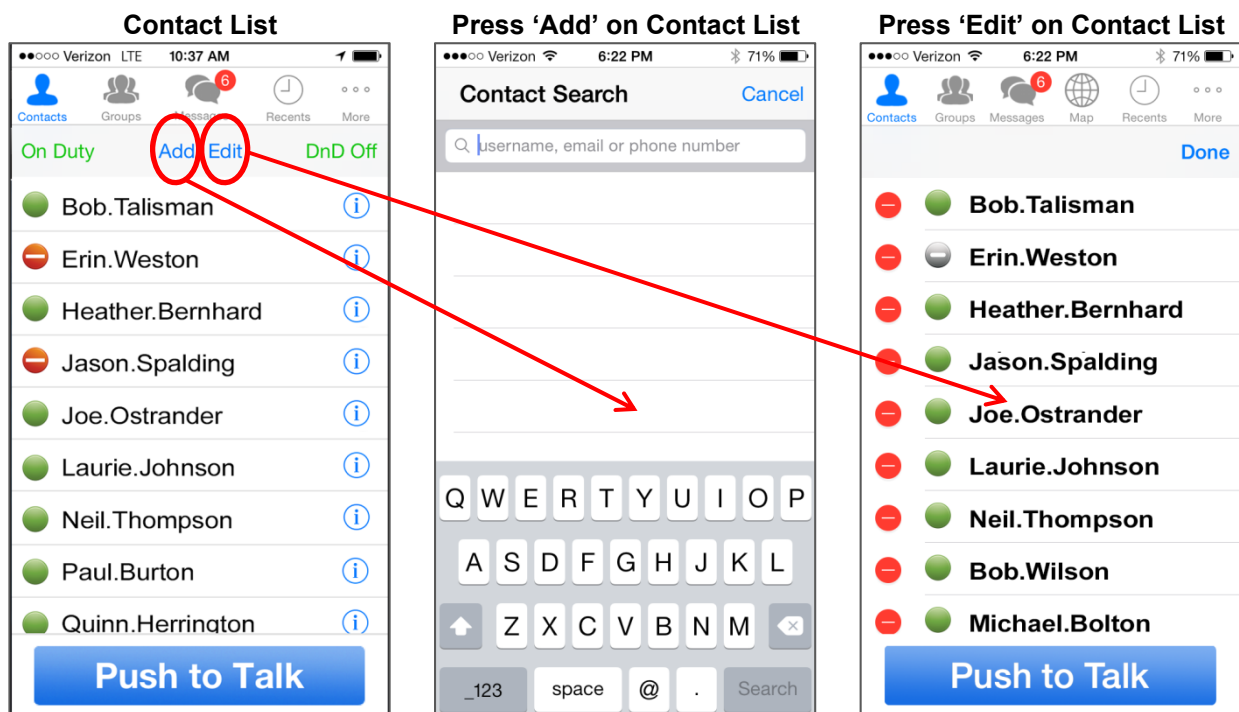 Contact List
Verizon LTE 10:37 AM
6
Contacts Groups Messages Recents More
On Duty Add Edit DnD Off
Bob.Talisman
Erin.Weston
Heather.Bernhard
Jason.Spalding
Joe.Ostrander
Laurie.Johnson
Neil.Thompson
Paul.Burton
Quinn.Herrington
Push to Talk
Press ‘Add’ on Contact List
Verizon 6:22 PM 71%
Contact Search Cancel
username, email or phone number
Q W E R T Y U I O P
A S D F G H J K L
Z X C V B N M
_123 space @ . Search
Press ‘Edit’ on Contact List
Verizon 6:22 PM 71%
6
Contacts Groups Messages Map Recents More
Done
Bob.Talisman
Erin.Weston
Heather.Bernhard
Jason.Spalding
Joe.Ostrander
Laurie.Johnson
Neil.Thompson
Bob.Wilson
Michael.Bolton
Push to Talk